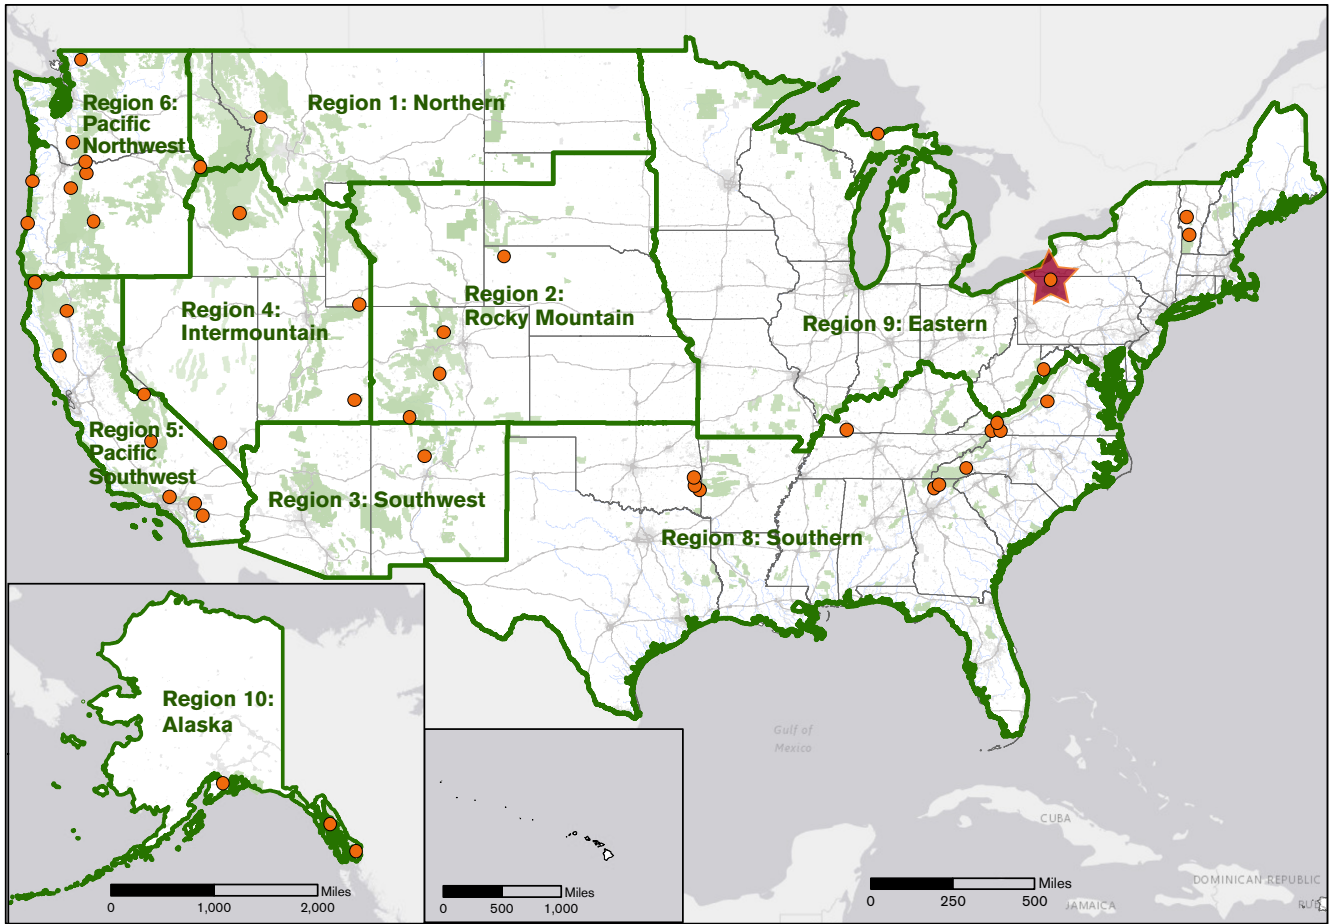 Region 6:
Pacific
Northwest
Region 1: Northern
Region 4:
Intermountain
Region 2:
Rocky Mountain
Region 9: Eastern
Region 5:
Pacific
Southwest
Region 3: Southwest
Region 8: Southern
Region 10:
Alaska
Gulf of
Mexico
CUBA
DOMINICAN REPUBLIC
JAMAICA
Miles
0 1,000 2,000
Miles
0 500 1,000
Miles
0 250 500